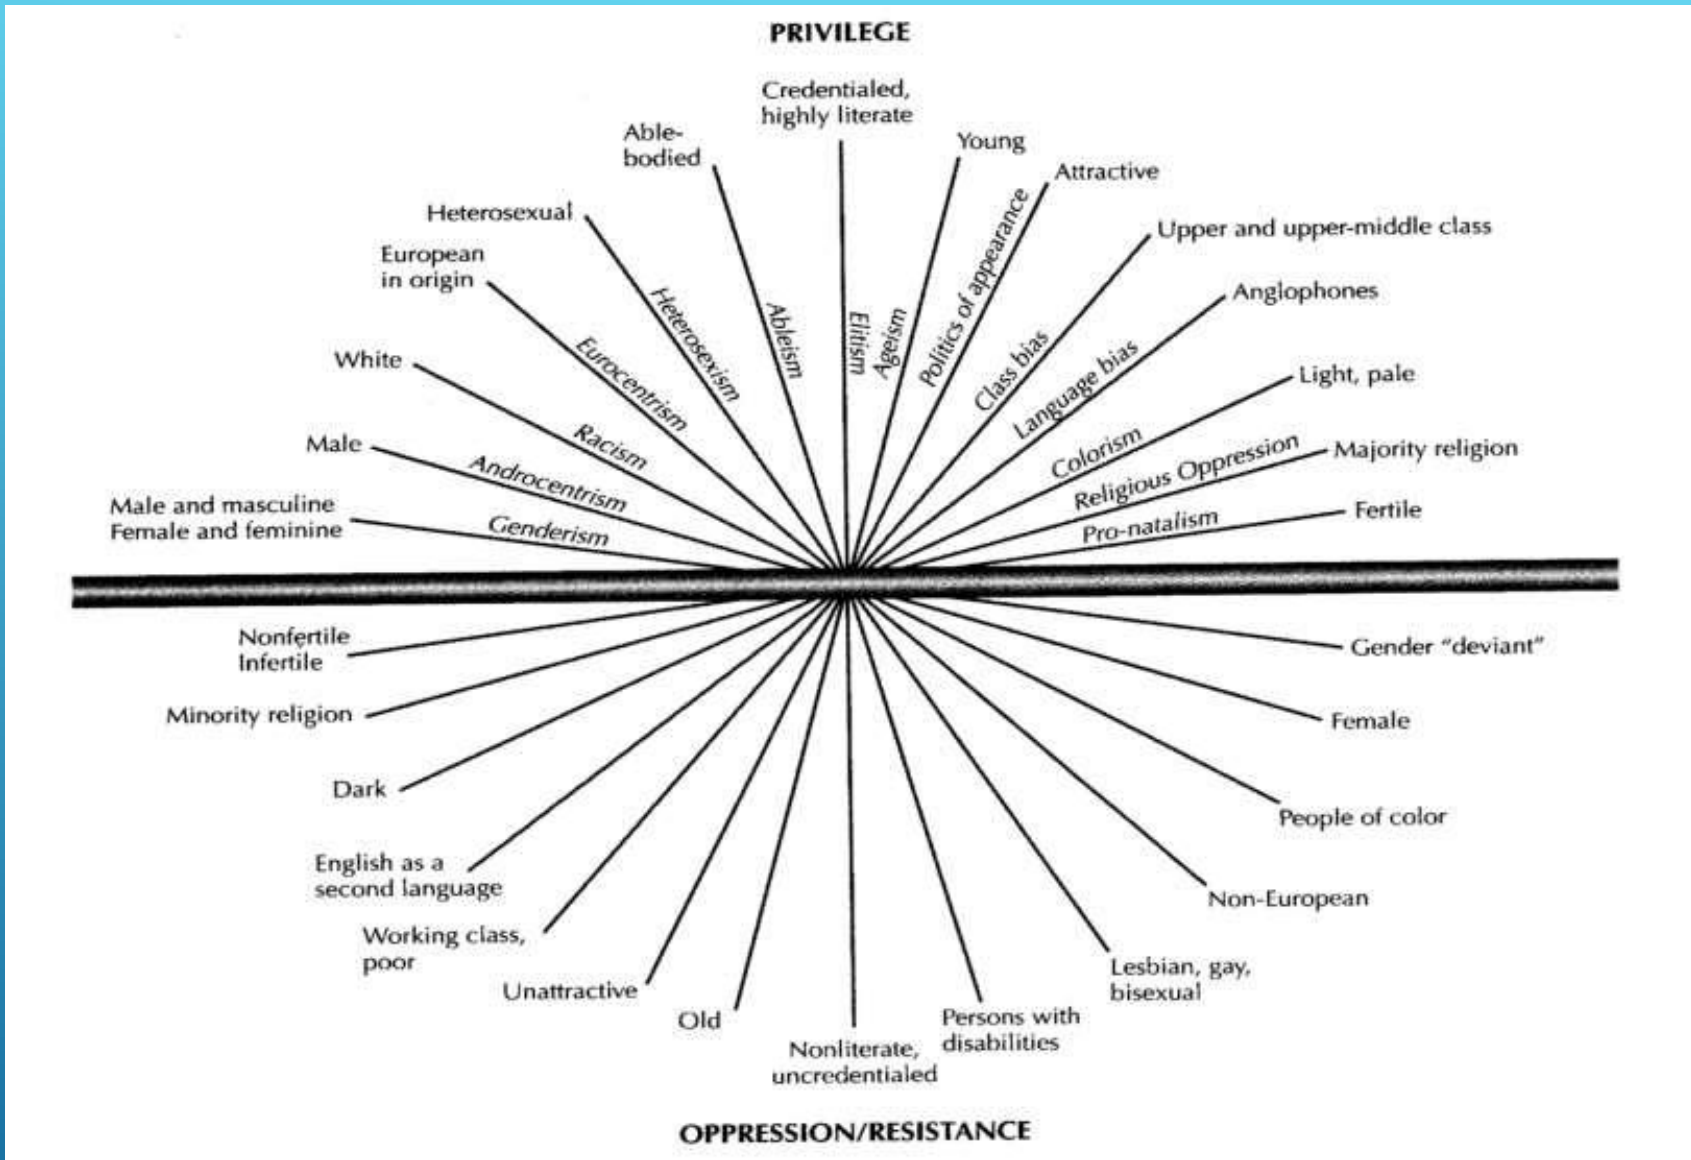 PRIVILEGE
Credentialed,
highly literate
Able-
bodied
Young
Attractive
Heterosexual
Upper and upper-middle class
European
in origin
Anglophones
White
Light, pale
Male
Majority religion
Male and masculine
Female and feminine
Fertile
Genderism
Androcentrism
Racism
Eurocentrism
Heterosexism
Ableism
Elitism
Ageism
Politics of appearance
Class bias
Language bias
Colorism
Religious Oppression
Pro-natalism
Nonfertile
Infertile
Gender "deviant"
Minority religion
Female
Dark
People of color
English as a
second language
Non-European
Working class,
poor
Lesbian, gay,
bisexual
Unattractive
Old
Persons with
disabilities
Nonliterate,
uncredentialed
OPPRESSION/RESISTANCE